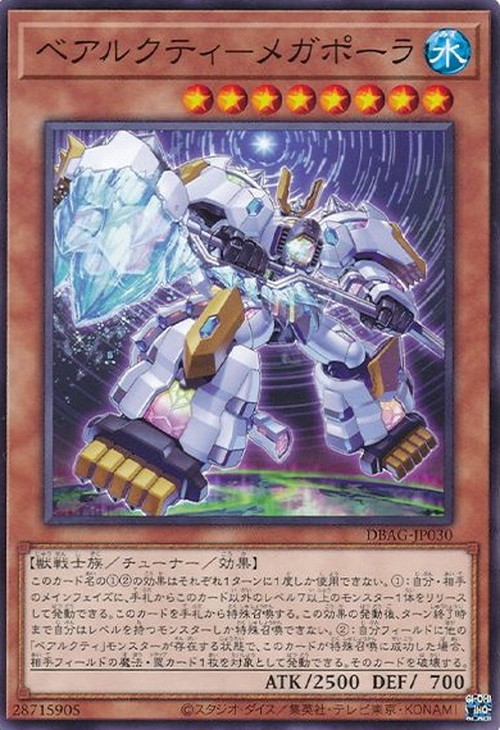 ベアルクティ－メガポーラ
水
DBAG-JP030
【獣戦士族／チューナー／効果】
このカード名の①②の効果はそれぞれ1ターンに1度しか使用できない。①：自分・相手
のメインフェイズに、手札からこのカード以外のレベル7以上のモンスター1体をリリース
して発動できる。このカードを手札から特殊召喚する。この効果の発動後、ターン終了時
まで自分はレベルを持つモンスターしか特殊召喚できない。②：自分フィールドに他の
「ベアルクティ」モンスターが存在する状態で、このカードが特殊召喚に成功した場合、
相手フィールドの魔法・罠カード1枚を対象として発動できる。そのカードを破壊する。
ATK/2500 DEF/ 700
28715905
©スタジオ・ダイス／集英社・テレビ東京・KONAMI